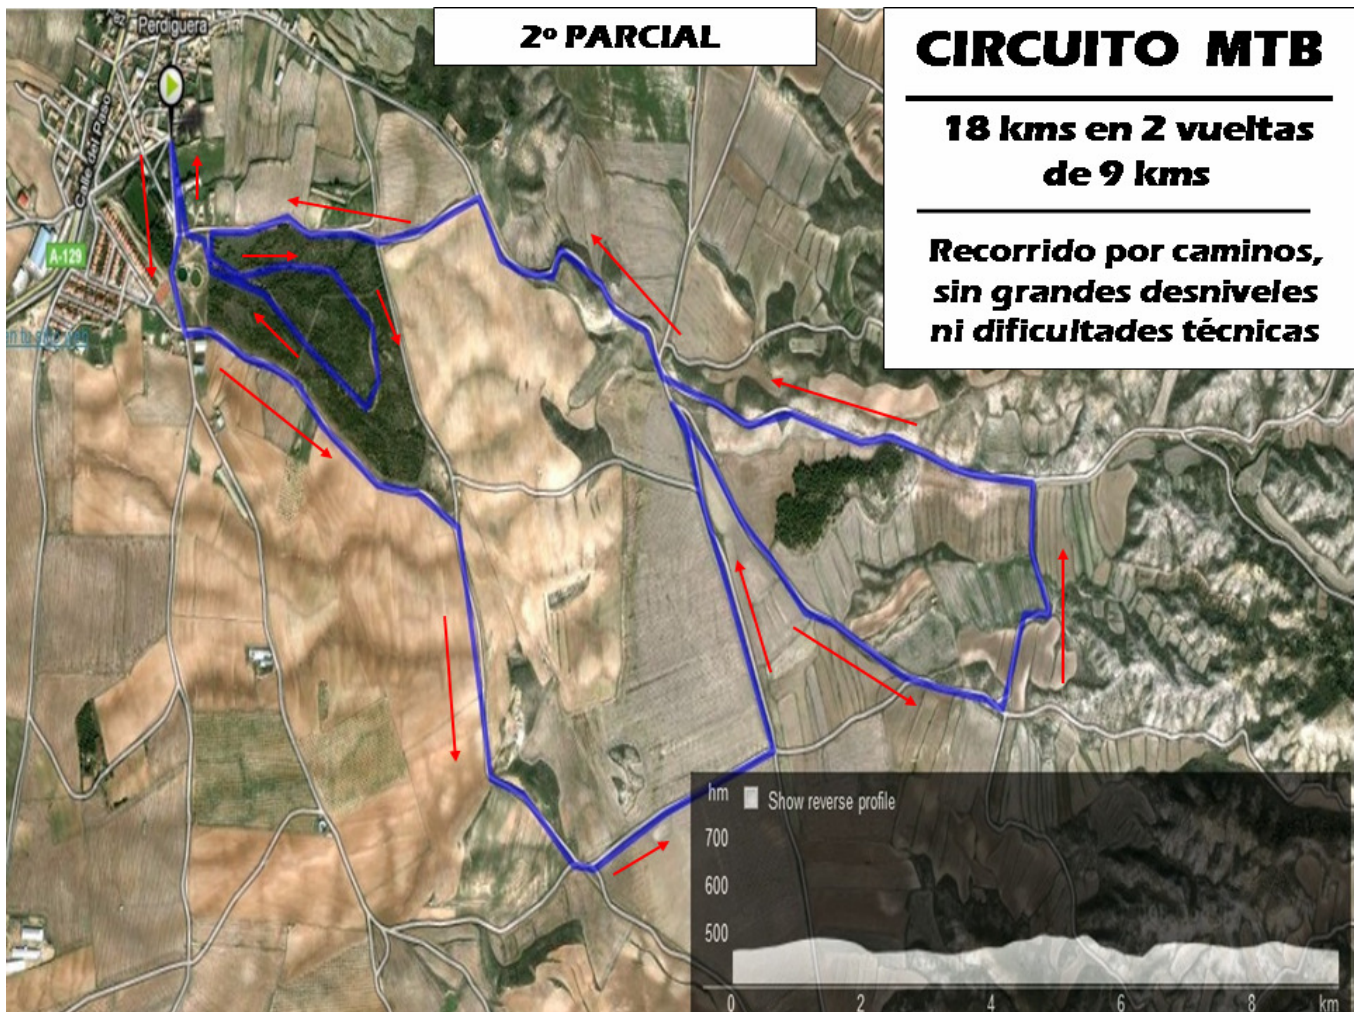 Perdiguera
2º PARCIAL
CIRCUITO MTB
18 kms en 2 vueltas
de 9 kms
Recorrido por caminos,
sin grandes desniveles
ni dificultades técnicas
Calle del Paso
A-129
hm
Show reverse profile
700
600
500
0 2 4 6 8 km